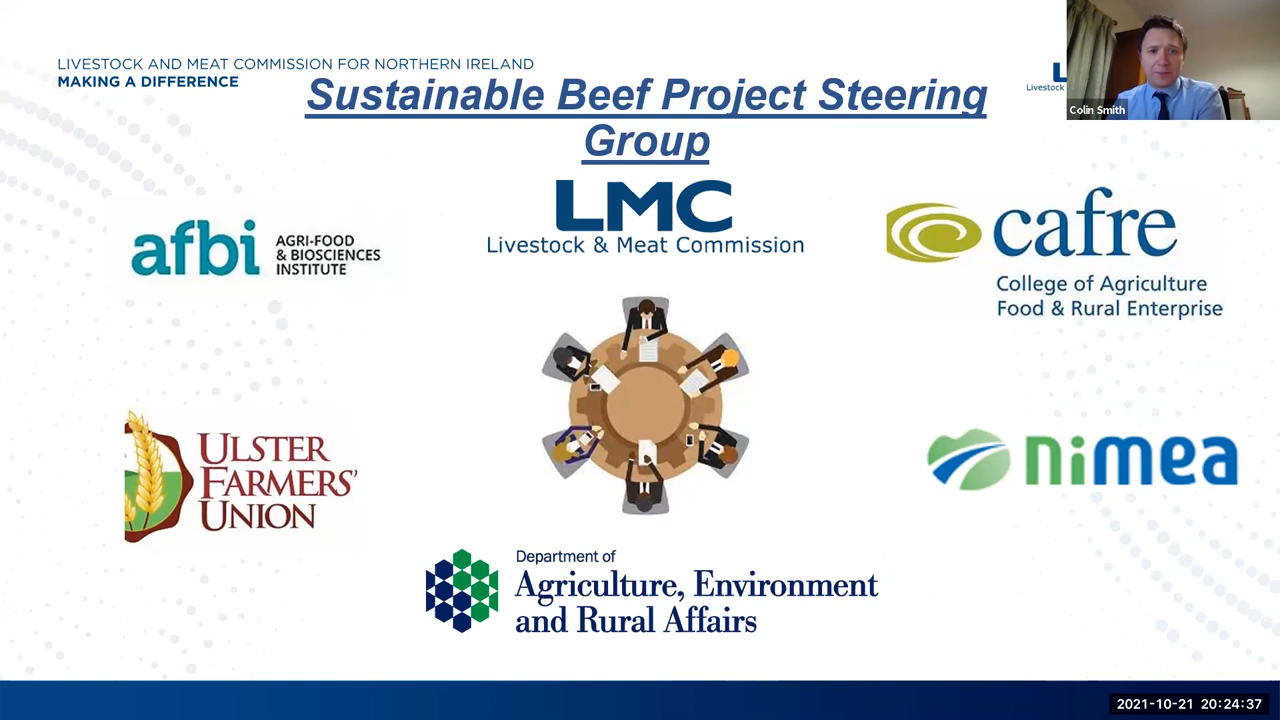 LIVESTOCK AND MEAT COMMISSION FOR NORTHERN IRELAND
MAKING A DIFFERENCE
Sustainable Beef Project Steering
Group
L
Livestock
Colin Smith
afbi
AGRI-FOOD
& BIOSCIENCES
INSTITUTE
LMC
Livestock & Meat Commission
cafre
College of Agriculture
Food & Rural Enterprise
ULSTER
FARMERS'
UNION
nimea
Department of
Agriculture, Environment
and Rural Affairs
2021-10-21 20:24:37